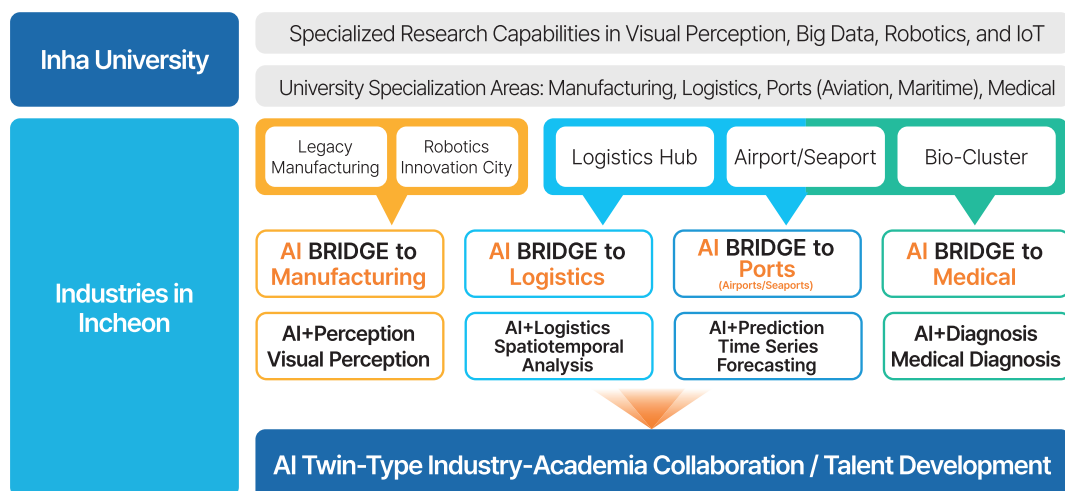 Inha University
Specialized Research Capabilities in Visual Perception, Big Data, Robotics, and IoT
University Specialization Areas: Manufacturing, Logistics, Ports (Aviation, Maritime), Medical
Industries in
Incheon
Legacy
Manufacturing
Robotics
Innovation City
Logistics Hub
Airport/Seaport
Bio-Cluster
AI BRIDGE to
Manufacturing
AI BRIDGE to
Logistics
AI BRIDGE to
Ports
(Airports/Seaports)
AI BRIDGE to
Medical
AI+Perception
Visual Perception
AI+Logistics
Spatiotemporal
Analysis
AI+Prediction
Time Series
Forecasting
AI+Diagnosis
Medical Diagnosis
AI Twin-Type Industry-Academia Collaboration / Talent Development